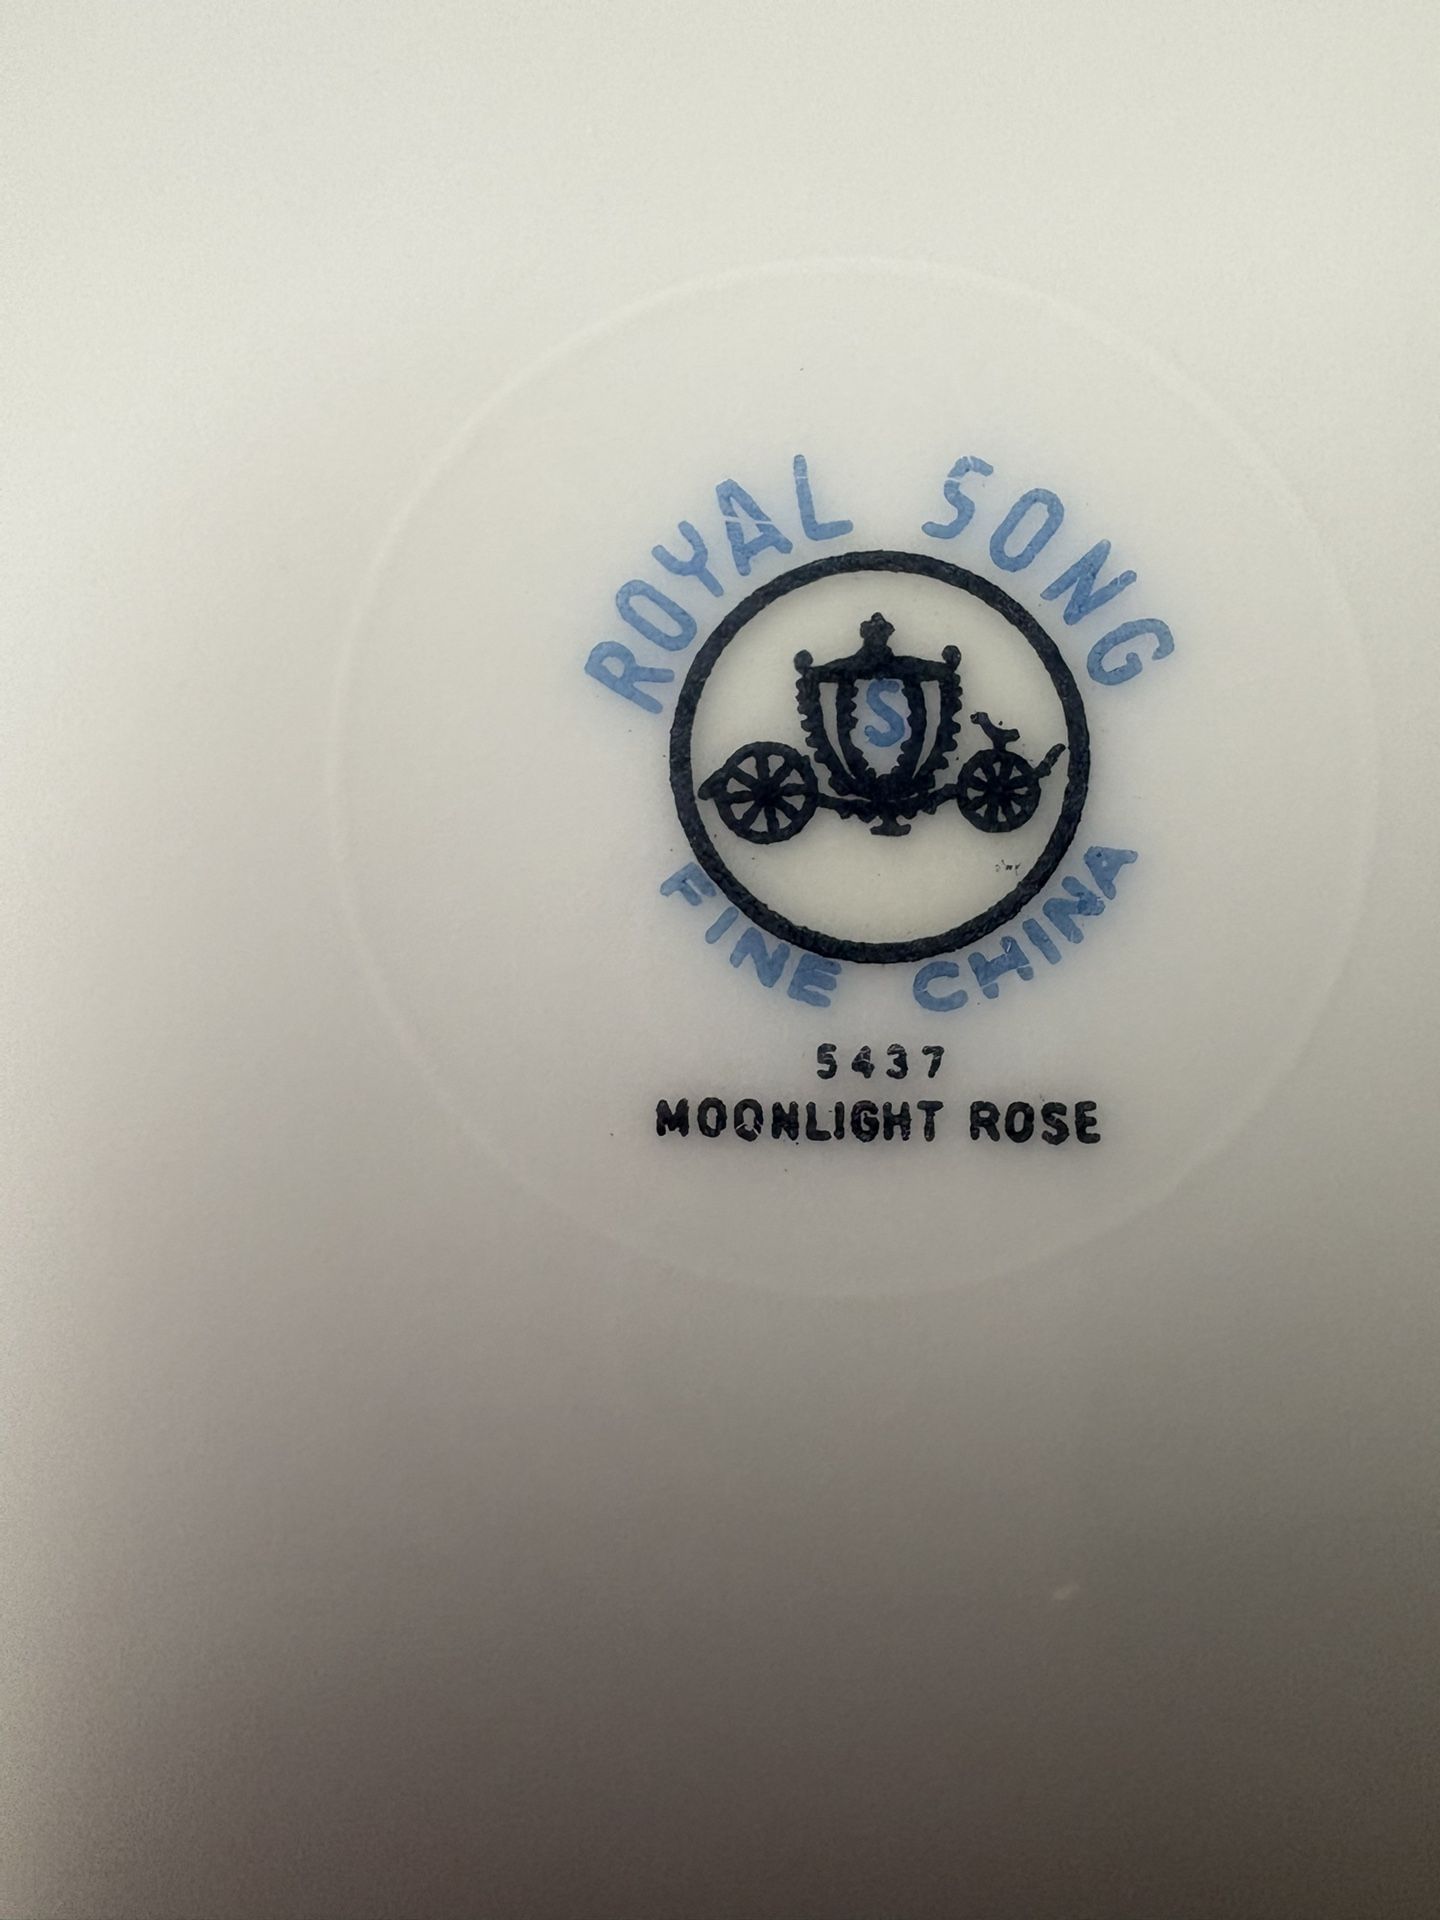 ROYAL SONG
S
FINE CHINA
5437
MOONLIGHT ROSE